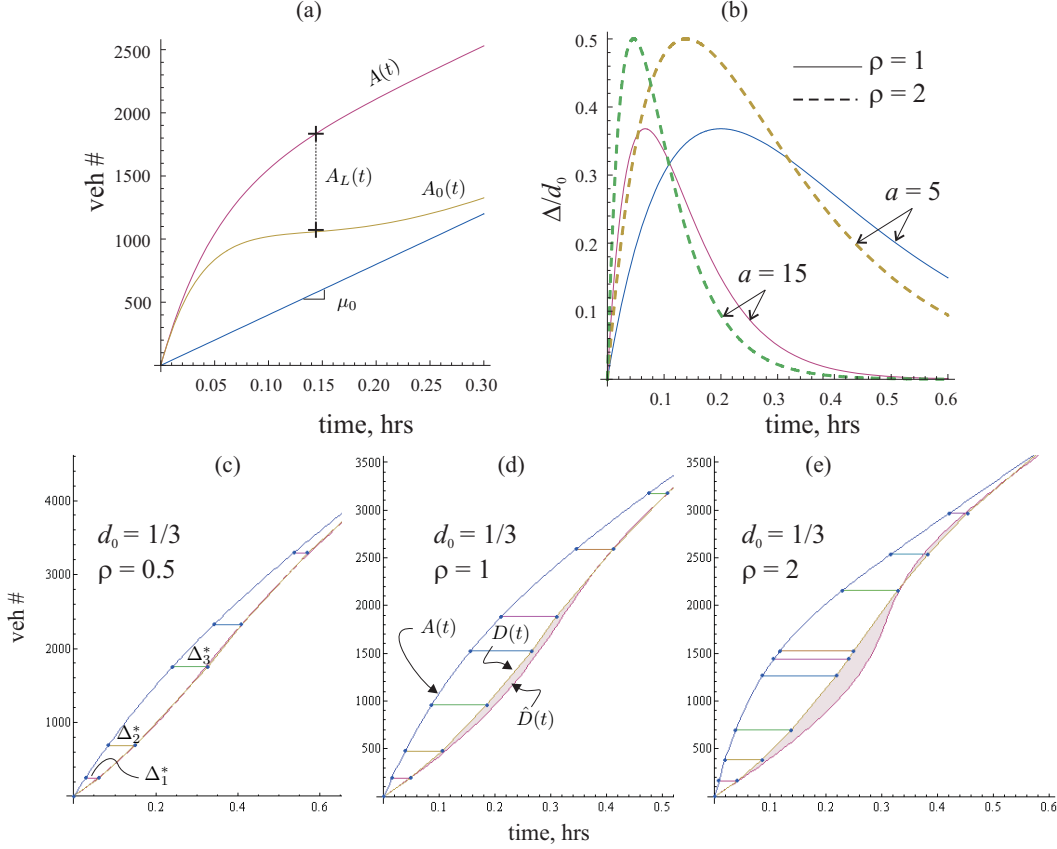 (a)
2500
2000
1500
1000
500
veh #
A(t)
A_L(t)
A_0(t)
μ_0
0.05 0.10 0.15 0.20 0.25 0.30
time, hrs
(b)
0.5
0.4
0.3
0.2
0.1
Δ/d_0
ρ = 1
ρ = 2
a = 5
a = 15
0.1 0.2 0.3 0.4 0.5 0.6
time, hrs
(c)
4000
3000
2000
1000
veh #
d_0 = 1/3
ρ = 0.5
Δ*_3
Δ*_2
Δ*_1
0.2 0.4 0.6
(d)
3500
3000
2500
2000
1500
1000
500
d_0 = 1/3
ρ = 1
A(t)
D(t)
D̂(t)
0.1 0.2 0.3 0.4 0.5
time, hrs
(e)
3500
3000
2500
2000
1500
1000
500
d_0 = 1/3
ρ = 2
0.1 0.2 0.3 0.4 0.5 0.6